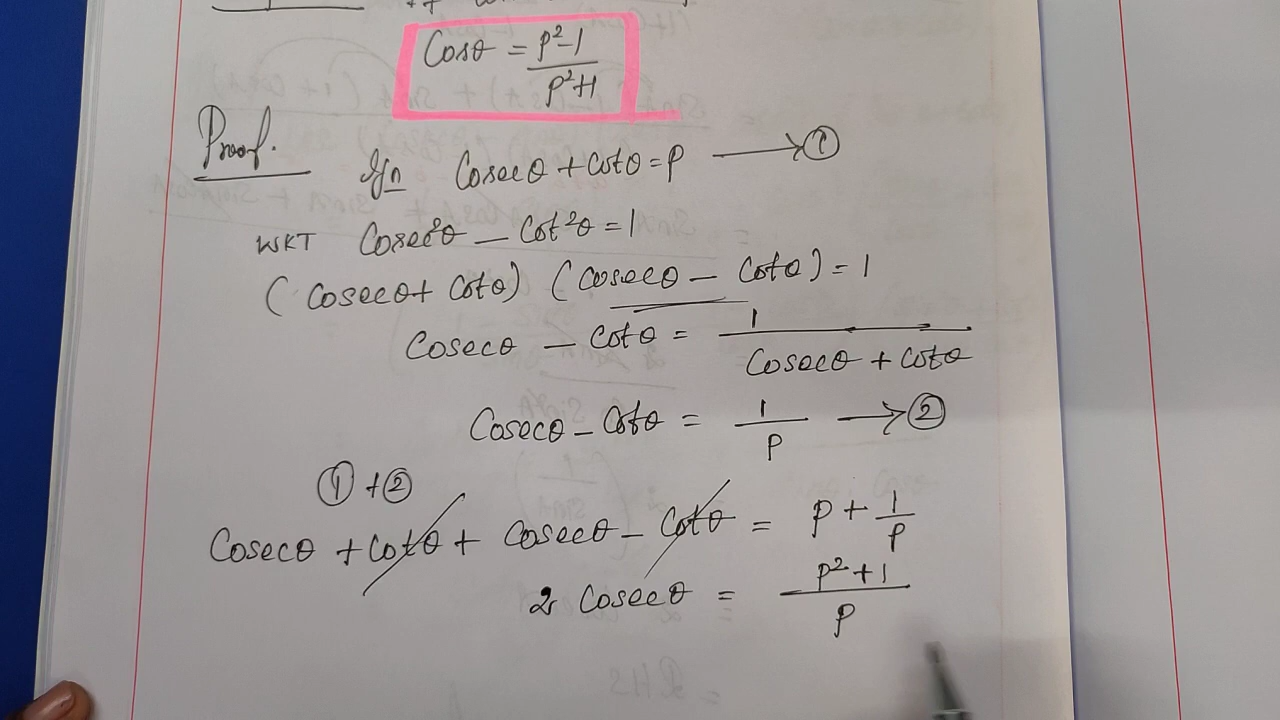 Cosθ = P²-1 / P²+1
Proof. Gn Cosecθ + Cotθ = P → ①
WKT Cosec²θ - Cot²θ = 1
(Cosecθ + Cotθ) (Cosecθ - Cotθ) = 1
Cosecθ - Cotθ = 1 / Cosecθ + Cotθ
Cosecθ - Cotθ = 1 / P → ②
① + ②
Cosecθ + Cotθ + Cosecθ - Cotθ = P + 1 / P
2 Cosecθ = P² + 1 / P